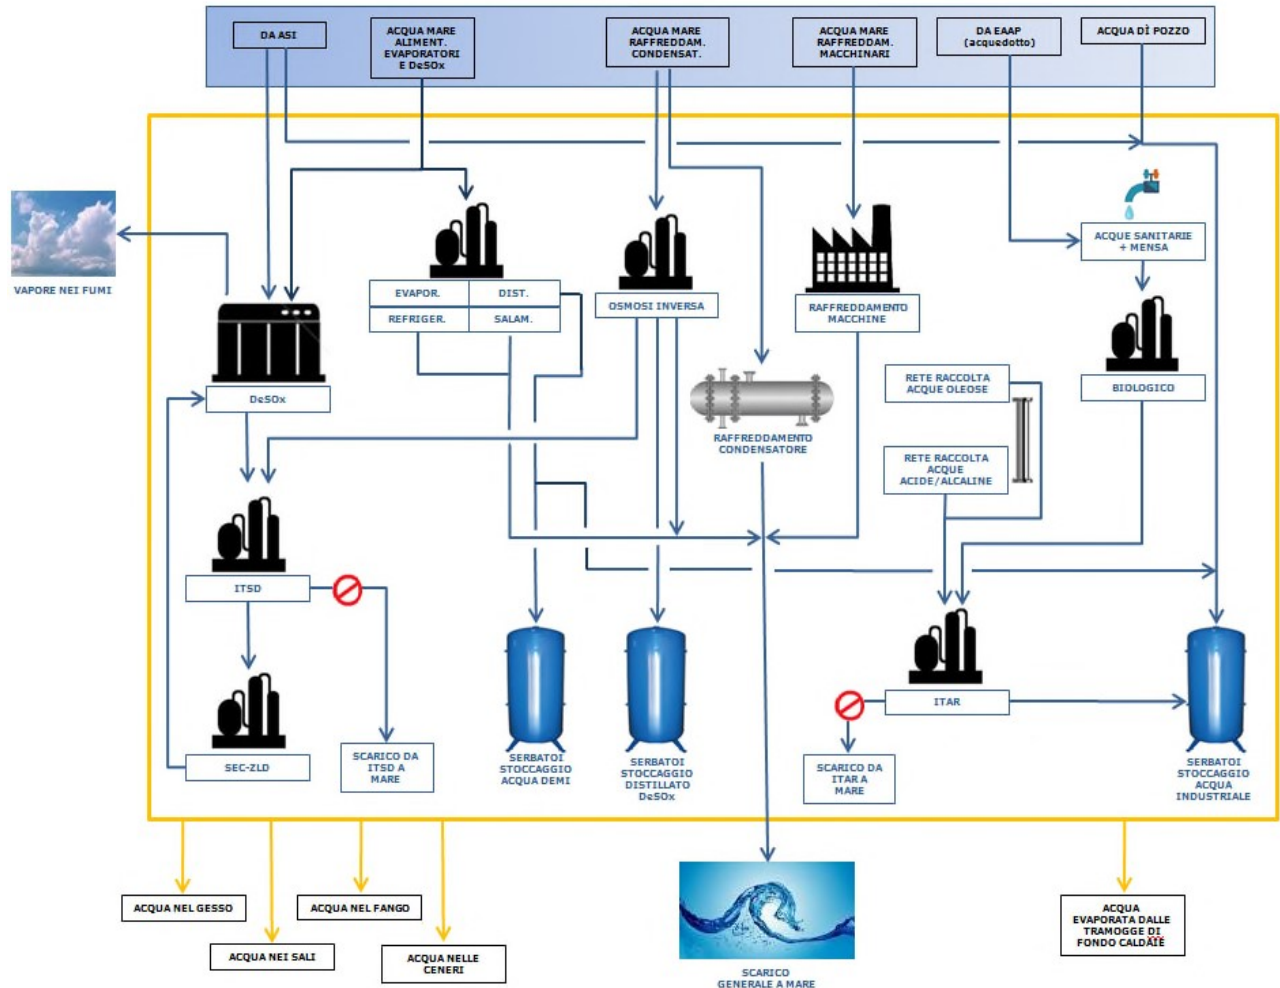 DA ASI
ACQUA MARE
ALIMENT.
EVAPORATORI
E DeSOx
ACQUA MARE
RAFFREDDAM.
CONDENSAT.
ACQUA MARE
RAFFREDDAM.
MACCHINARI
DA EAAP
(acquedotto)
ACQUA DÌ POZZO
VAPORE NEI FUMI
ACQUE SANITARIE
+ MENSA
EVAPOR.
DIST.
REFRIGER.
SALAM.
OSMOSI INVERSA
RAFFREDDAMENTO
MACCHINE
DeSOx
RETE RACCOLTA
ACQUE OLEOSE
BIOLOGICO
RAFFREDDAMENTO
CONDENSATORE
RETE RACCOLTA
ACQUE
ACIDE/ALCALINE
ITSD
ITAR
SEC-ZLD
SCARICO DA
ITSD A
MARE
SERBATOI
STOCCAGGIO
ACQUA DEMI
SERBATOI
STOCCAGGIO
DISTILLATO
DeSOx
SCARICO DA
ITAR A
MARE
SERBATOI
STOCCAGGIO
ACQUA
INDUSTRIALE
ACQUA NEL GESSO
ACQUA NEI SALI
ACQUA NEL FANGO
ACQUA NELLE
CENERI
SCARICO
GENERALE A MARE
ACQUA
EVAPORATA DALLE
TRAMOGGE DI
FONDO CALDAIE